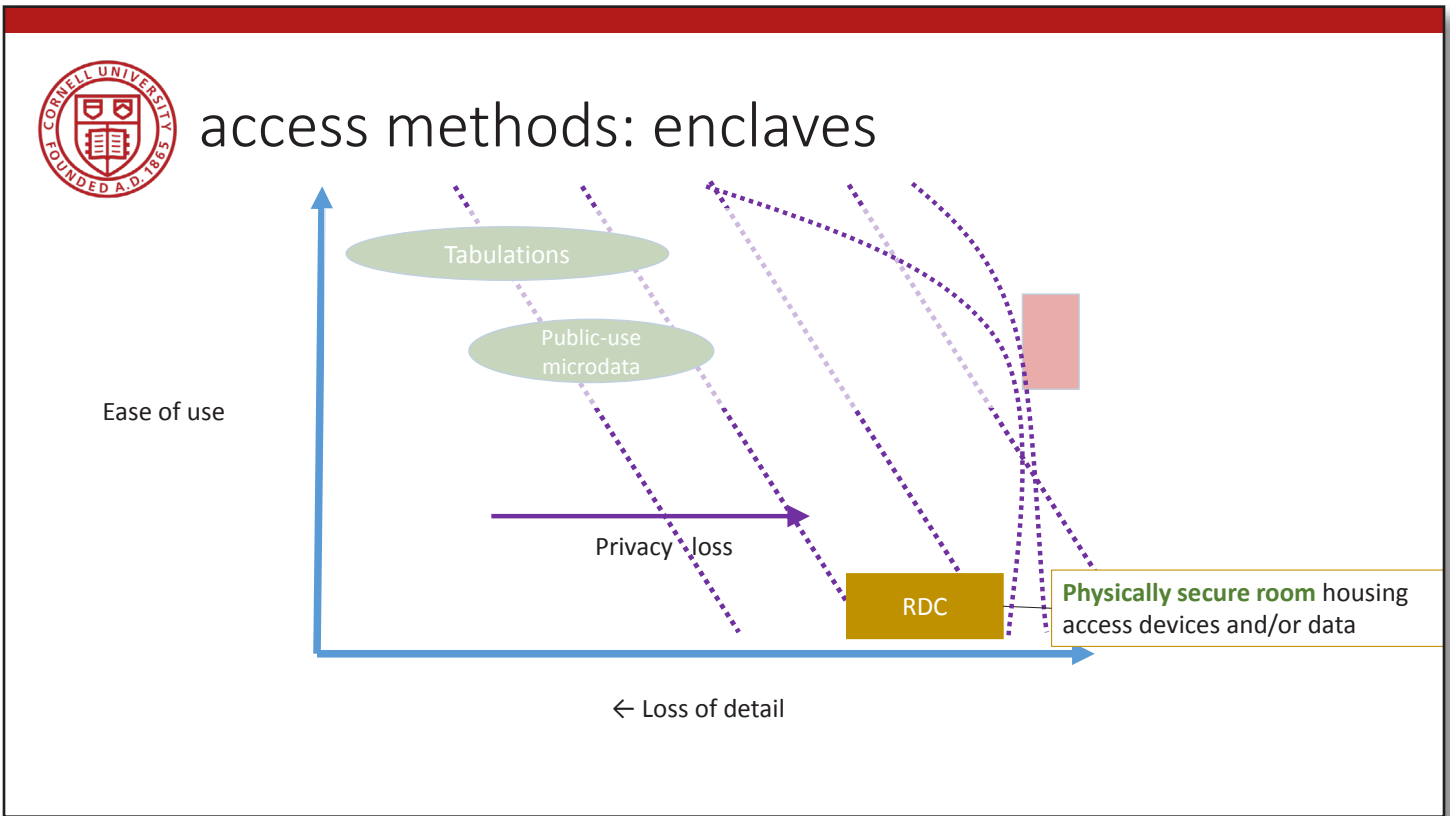 CORNELL UNIVERSITY
FOUNDED A.D. 1865
access methods: enclaves
Tabulations
Public-use
microdata
Ease of use
Privacy loss
RDC
Physically secure room housing
access devices and/or data
← Loss of detail